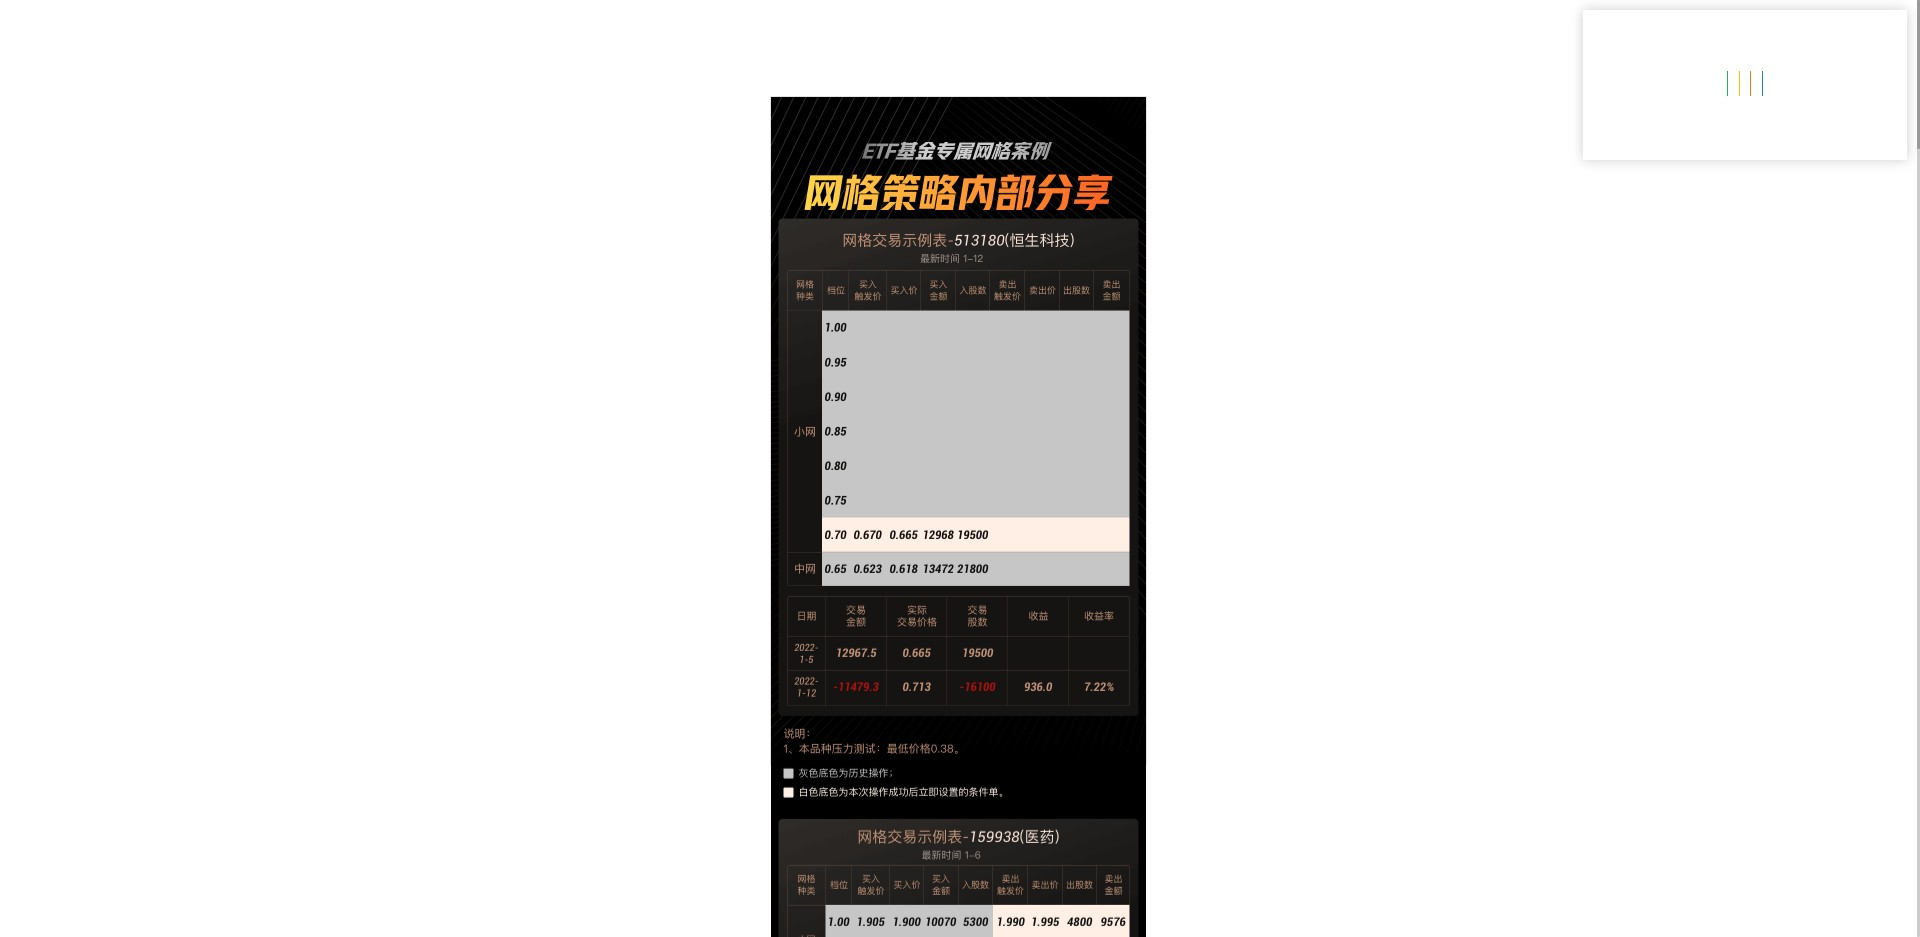 ETF基金专属网格案例
网格策略内部分享
网格交易示例表-513180(恒生科技)
最新时间 1-12
网格种类 档位 买入触发价 买入价 买入金额 入股数 卖出触发价 卖出价 出股数 卖出金额
小网
1.00
0.95
0.90
0.85
0.80
0.75
0.70 0.670 0.665 12968 19500
中网 0.65 0.623 0.618 13472 21800
日期 交易金额 实际交易价格 交易股数 收益 收益率
2022-1-5 12967.5 0.665 19500
2022-1-12 -11479.3 0.713 -16100 936.0 7.22%
说明：
1、本品种压力测试：最低价格0.38。
灰色底色为历史操作；
白色底色为本次操作成功后立即设置的条件单。
网格交易示例表-159938(医药)
最新时间 1-6
网格种类 档位 买入触发价 买入价 买入金额 入股数 卖出触发价 卖出价 出股数 卖出金额
1.00 1.905 1.900 10070 5300 1.990 1.995 4800 9576